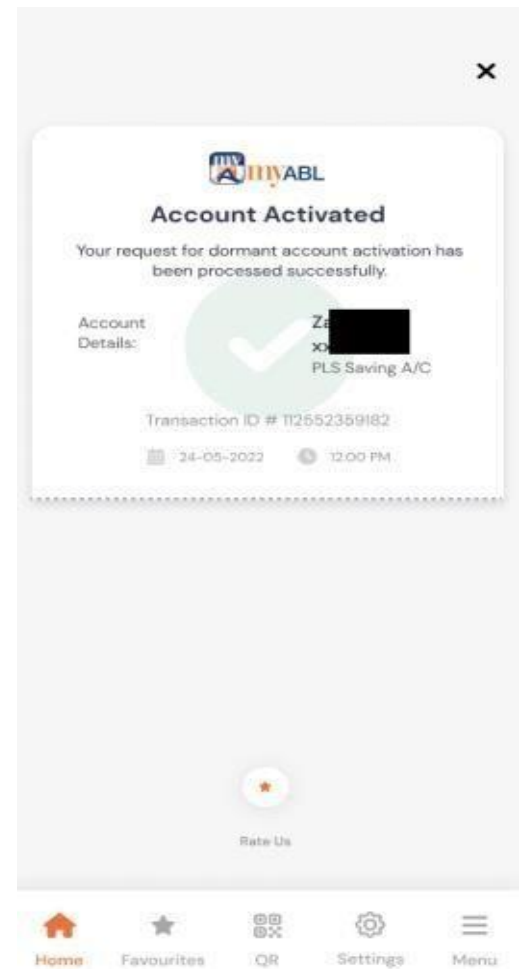 ×
my myABL
Account Activated
Your request for dormant account activation has
been processed successfully.
Account
Details:
Za
xx
PLS Saving A/C
Transaction ID # 112552359182
24-05-2022 12:00 PM
Rate Us
Home Favourites QR Settings Menu